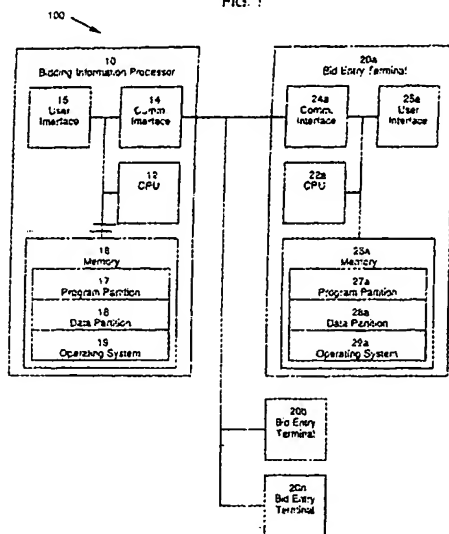 FIG. 1
100
10
Bidding Information Processor
15
User
Interface
14
Comm
Interface
12
CPU
16
Memory
17
Program Partition
18
Data Partition
19
Operating System
20a
Bid Entry Terminal
24a
Comm.
Interface
25a
User
Interface
22a
CPU
26A
Memory
27a
Program Partition
28a
Data Partition
29a
Operating System
20b
Bid Entry
Terminal
20n
Bid Entry
Terminal